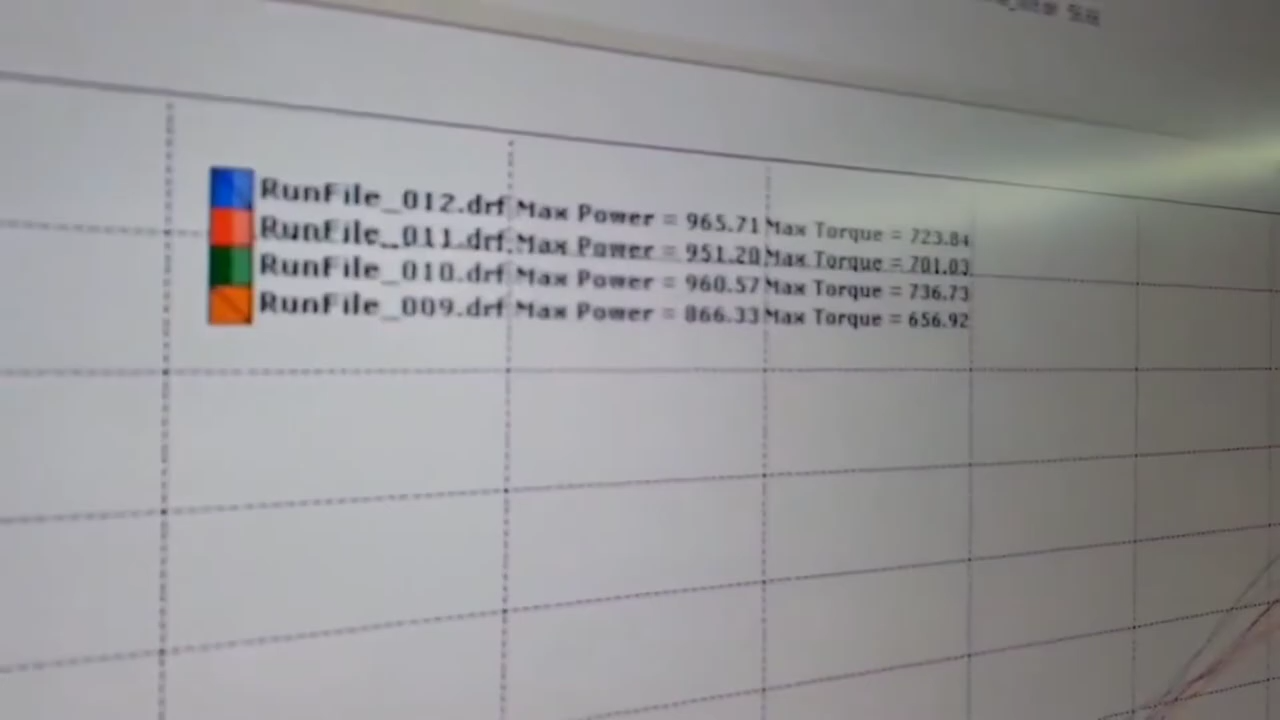 RunFile_012.drf Max Power = 965.71 Max Torque = 723.84
RunFile_011.drf Max Power = 951.20 Max Torque = 701.03
RunFile_010.drf Max Power = 960.57 Max Torque = 736.73
RunFile_009.drf Max Power = 866.33 Max Torque = 656.92